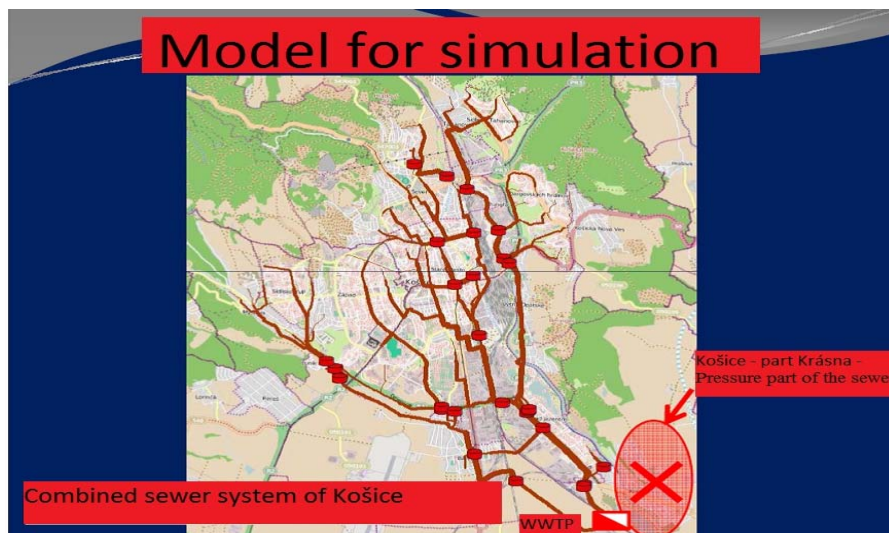 Model for simulation
Košice - part Krásna -
Pressure part of the sewe
Combined sewer system of Košice
WWTP